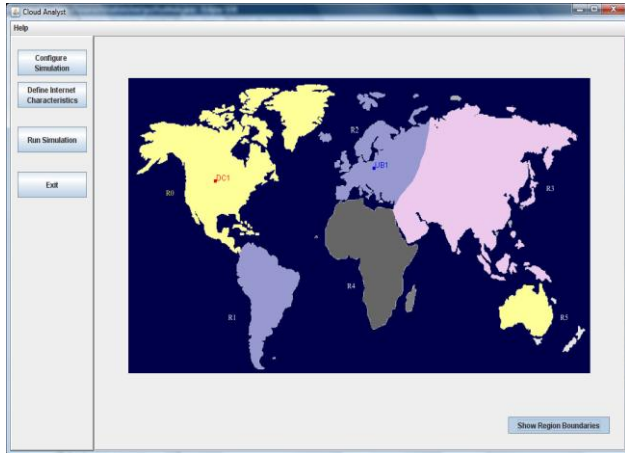 Cloud Analyst
Help
Configure
Simulation
Define Internet
Characteristics
Run Simulation
Exit
R2
UB1
DC1
R0
R3
R4
R1
R5
Show Region Boundaries